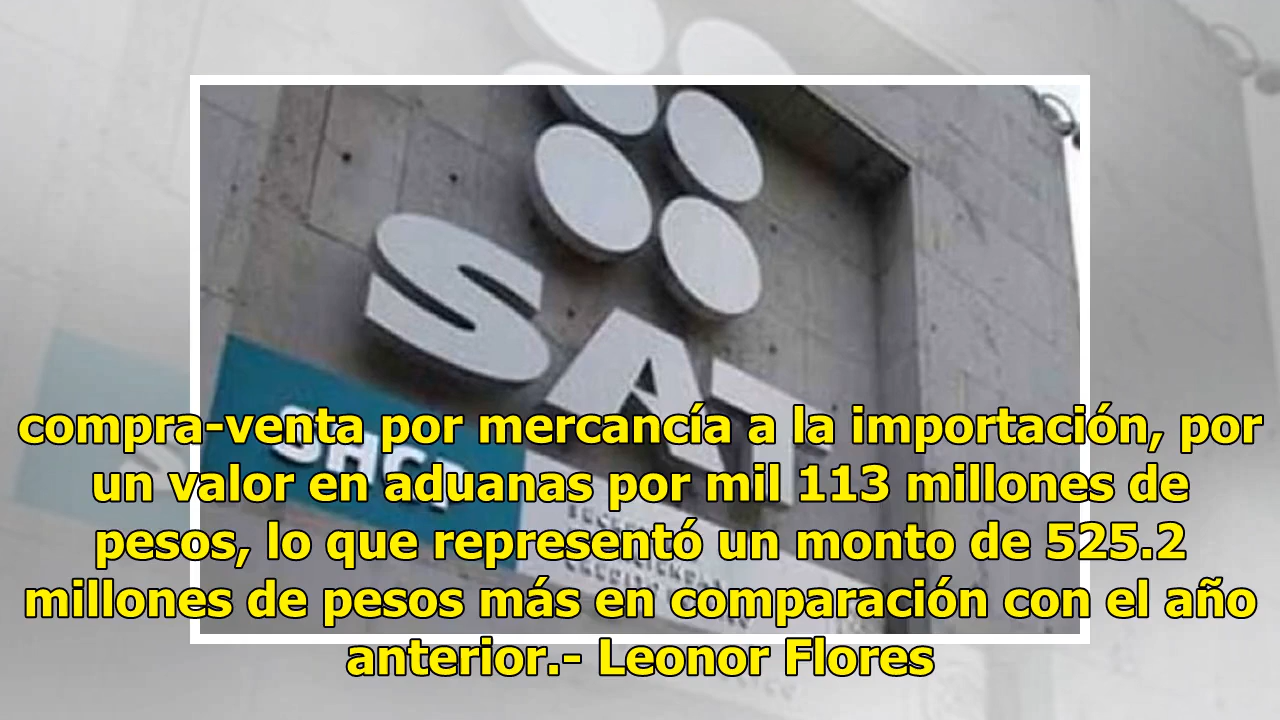 SAT
SHCP
compra-venta por mercancía a la importación, por
un valor en aduanas por mil 113 millones de
pesos, lo que representó un monto de 525.2
millones de pesos más en comparación con el año
anterior.- Leonor Flores